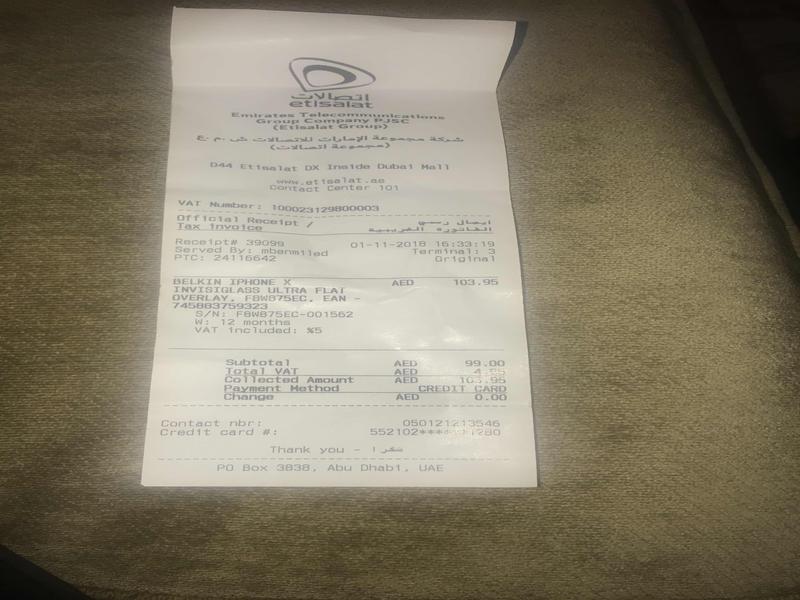 اتصالات
etisalat
Emirates Telecommunications
Group Company PJSC
(Etisalat Group)
شركة مجموعة الإمارات للاتصالات ش.م.ع
(مجموعة اتصالات)
D44 Etisalat DX Inside Dubai Mall
www.etisalat.ae
Contact Center 101
VAT Number: 100023129800003
Official Receipt / ايصال رسمي
Tax invoice الفاتورة الضريبية
Receipt# 39099 01-11-2018 16:33:19
Served By: mbenmiled Terminal: 3
PTC: 24116642 Original
BELKIN IPHONE X AED 103.95
INVISIGLASS ULTRA FLAT
OVERLAY, F8W875EC, EAN -
745883759323
S/N: F8W875EC-001562
W: 12 months
VAT included: %5
Subtotal AED 99.00
Total VAT AED 4.95
Collected Amount AED 103.95
Payment Method CREDIT CARD
Change AED 0.00
Contact nbr: 050121213546
Credit card #:
Thank you - شكرا
PO Box 3838, Abu Dhabi, UAE